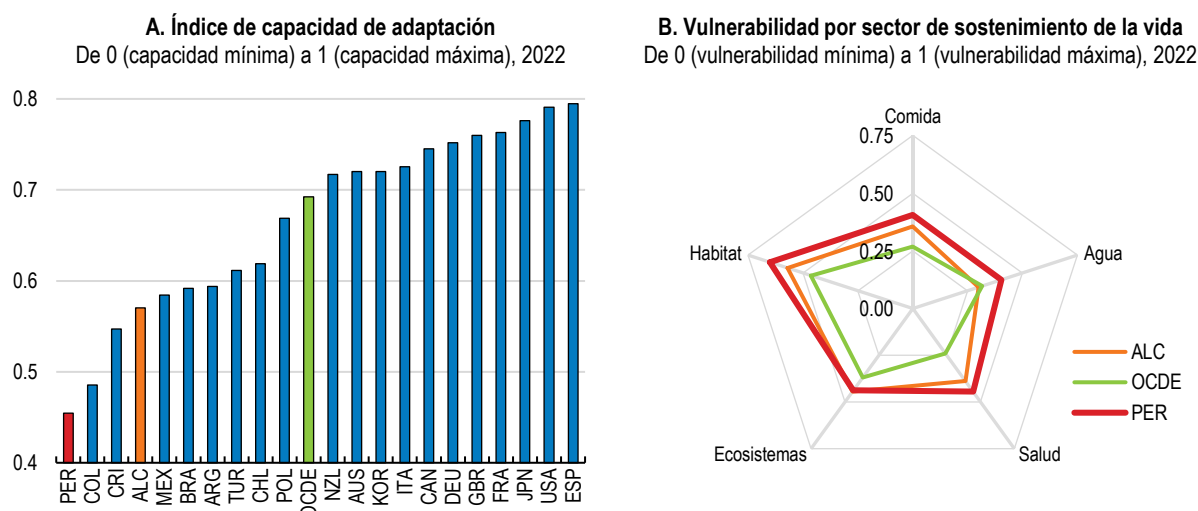 A. Índice de capacidad de adaptación
De 0 (capacidad mínima) a 1 (capacidad máxima), 2022
0.8
0.7
0.6
0.5
0.4
PER
COL
CRI
ALC
MEX
BRA
ARG
TUR
CHL
POL
OCDE
NZL
AUS
KOR
ITA
CAN
DEU
GBR
FRA
JPN
USA
ESP
B. Vulnerabilidad por sector de sostenimiento de la vida
De 0 (vulnerabilidad mínima) a 1 (vulnerabilidad máxima), 2022
Comida
0.75
0.50
0.25
0.00
Habitat
Agua
Ecosistemas
Salud
ALC
OCDE
PER